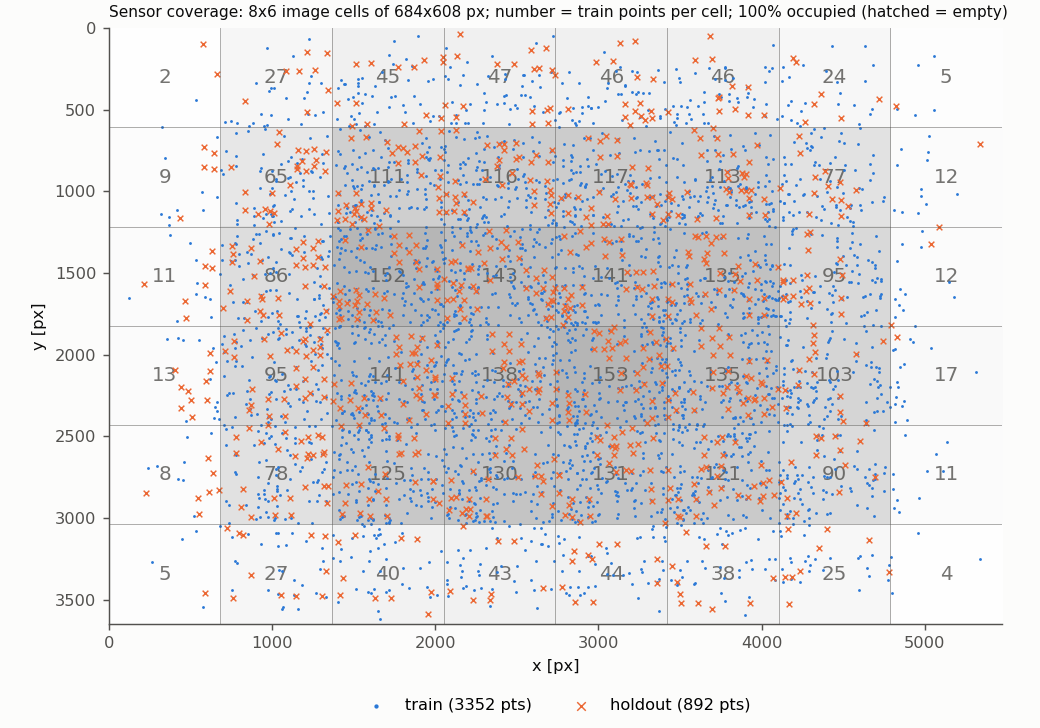 Sensor coverage: 8x6 image cells of 684x608 px; number = train points per cell; 100% occupied (hatched = empty)
0
2 27 45 47 46 46 24 5
500
9 65 111 116 117 113 77 12
1000
11 86 152 143 141 135 95 12
1500
2000
13 95 141 138 153 135 103 17
2500
8 78 125 130 131 121 90 11
3000
5 27 40 43 44 38 25 4
3500
y [px]
0 1000 2000 3000 4000 5000
x [px]
train (3352 pts) holdout (892 pts)